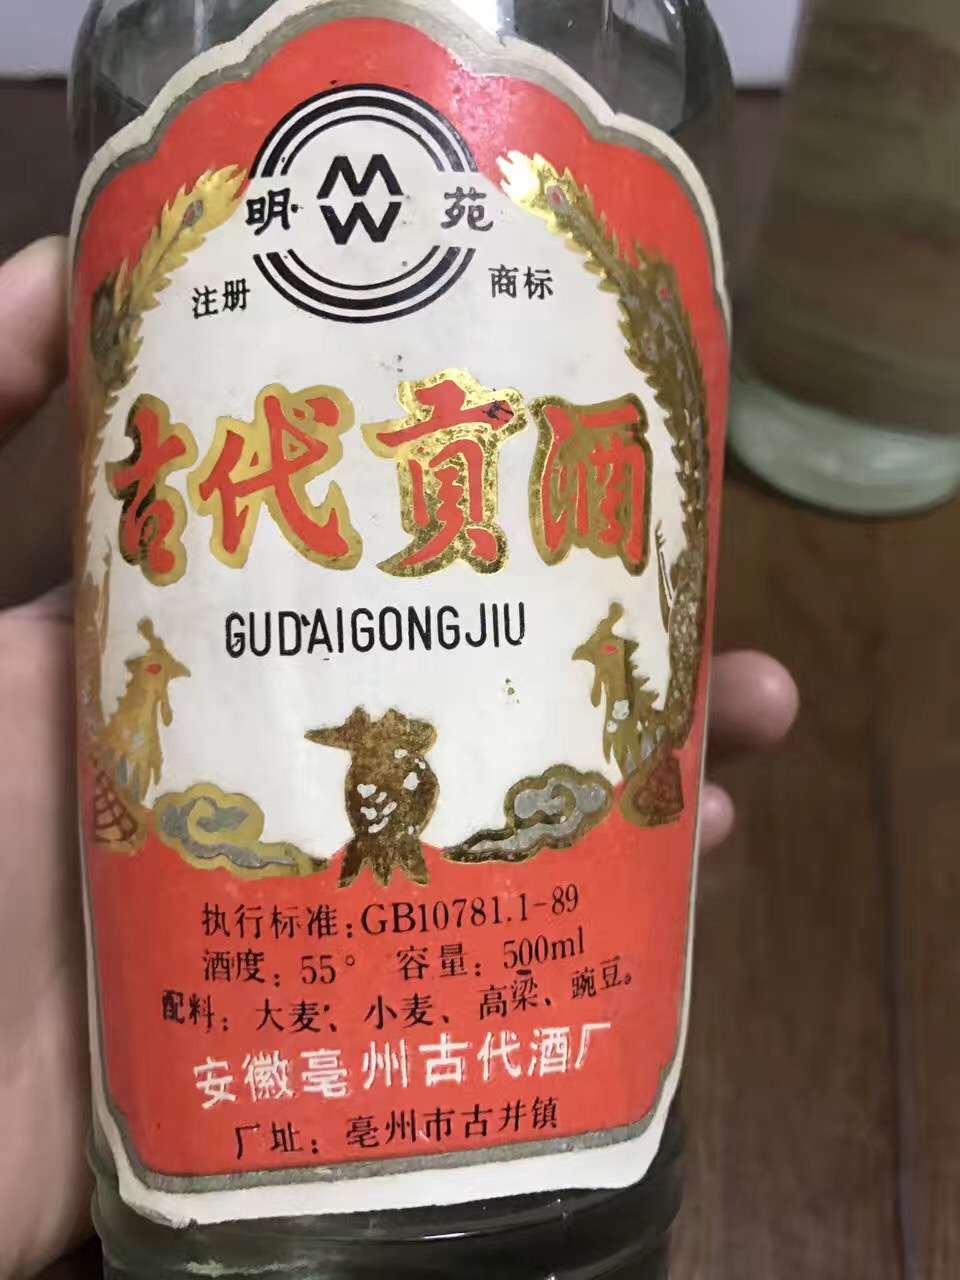 明 苑
注册 商标
古代贡酒
GUDAIGONGJIU
执行标准:GB10781.1-89
酒度:55° 容量:500ml
配料:大麦、小麦、高梁、豌豆。
安徽亳州古代酒厂
厂址:亳州市古井镇